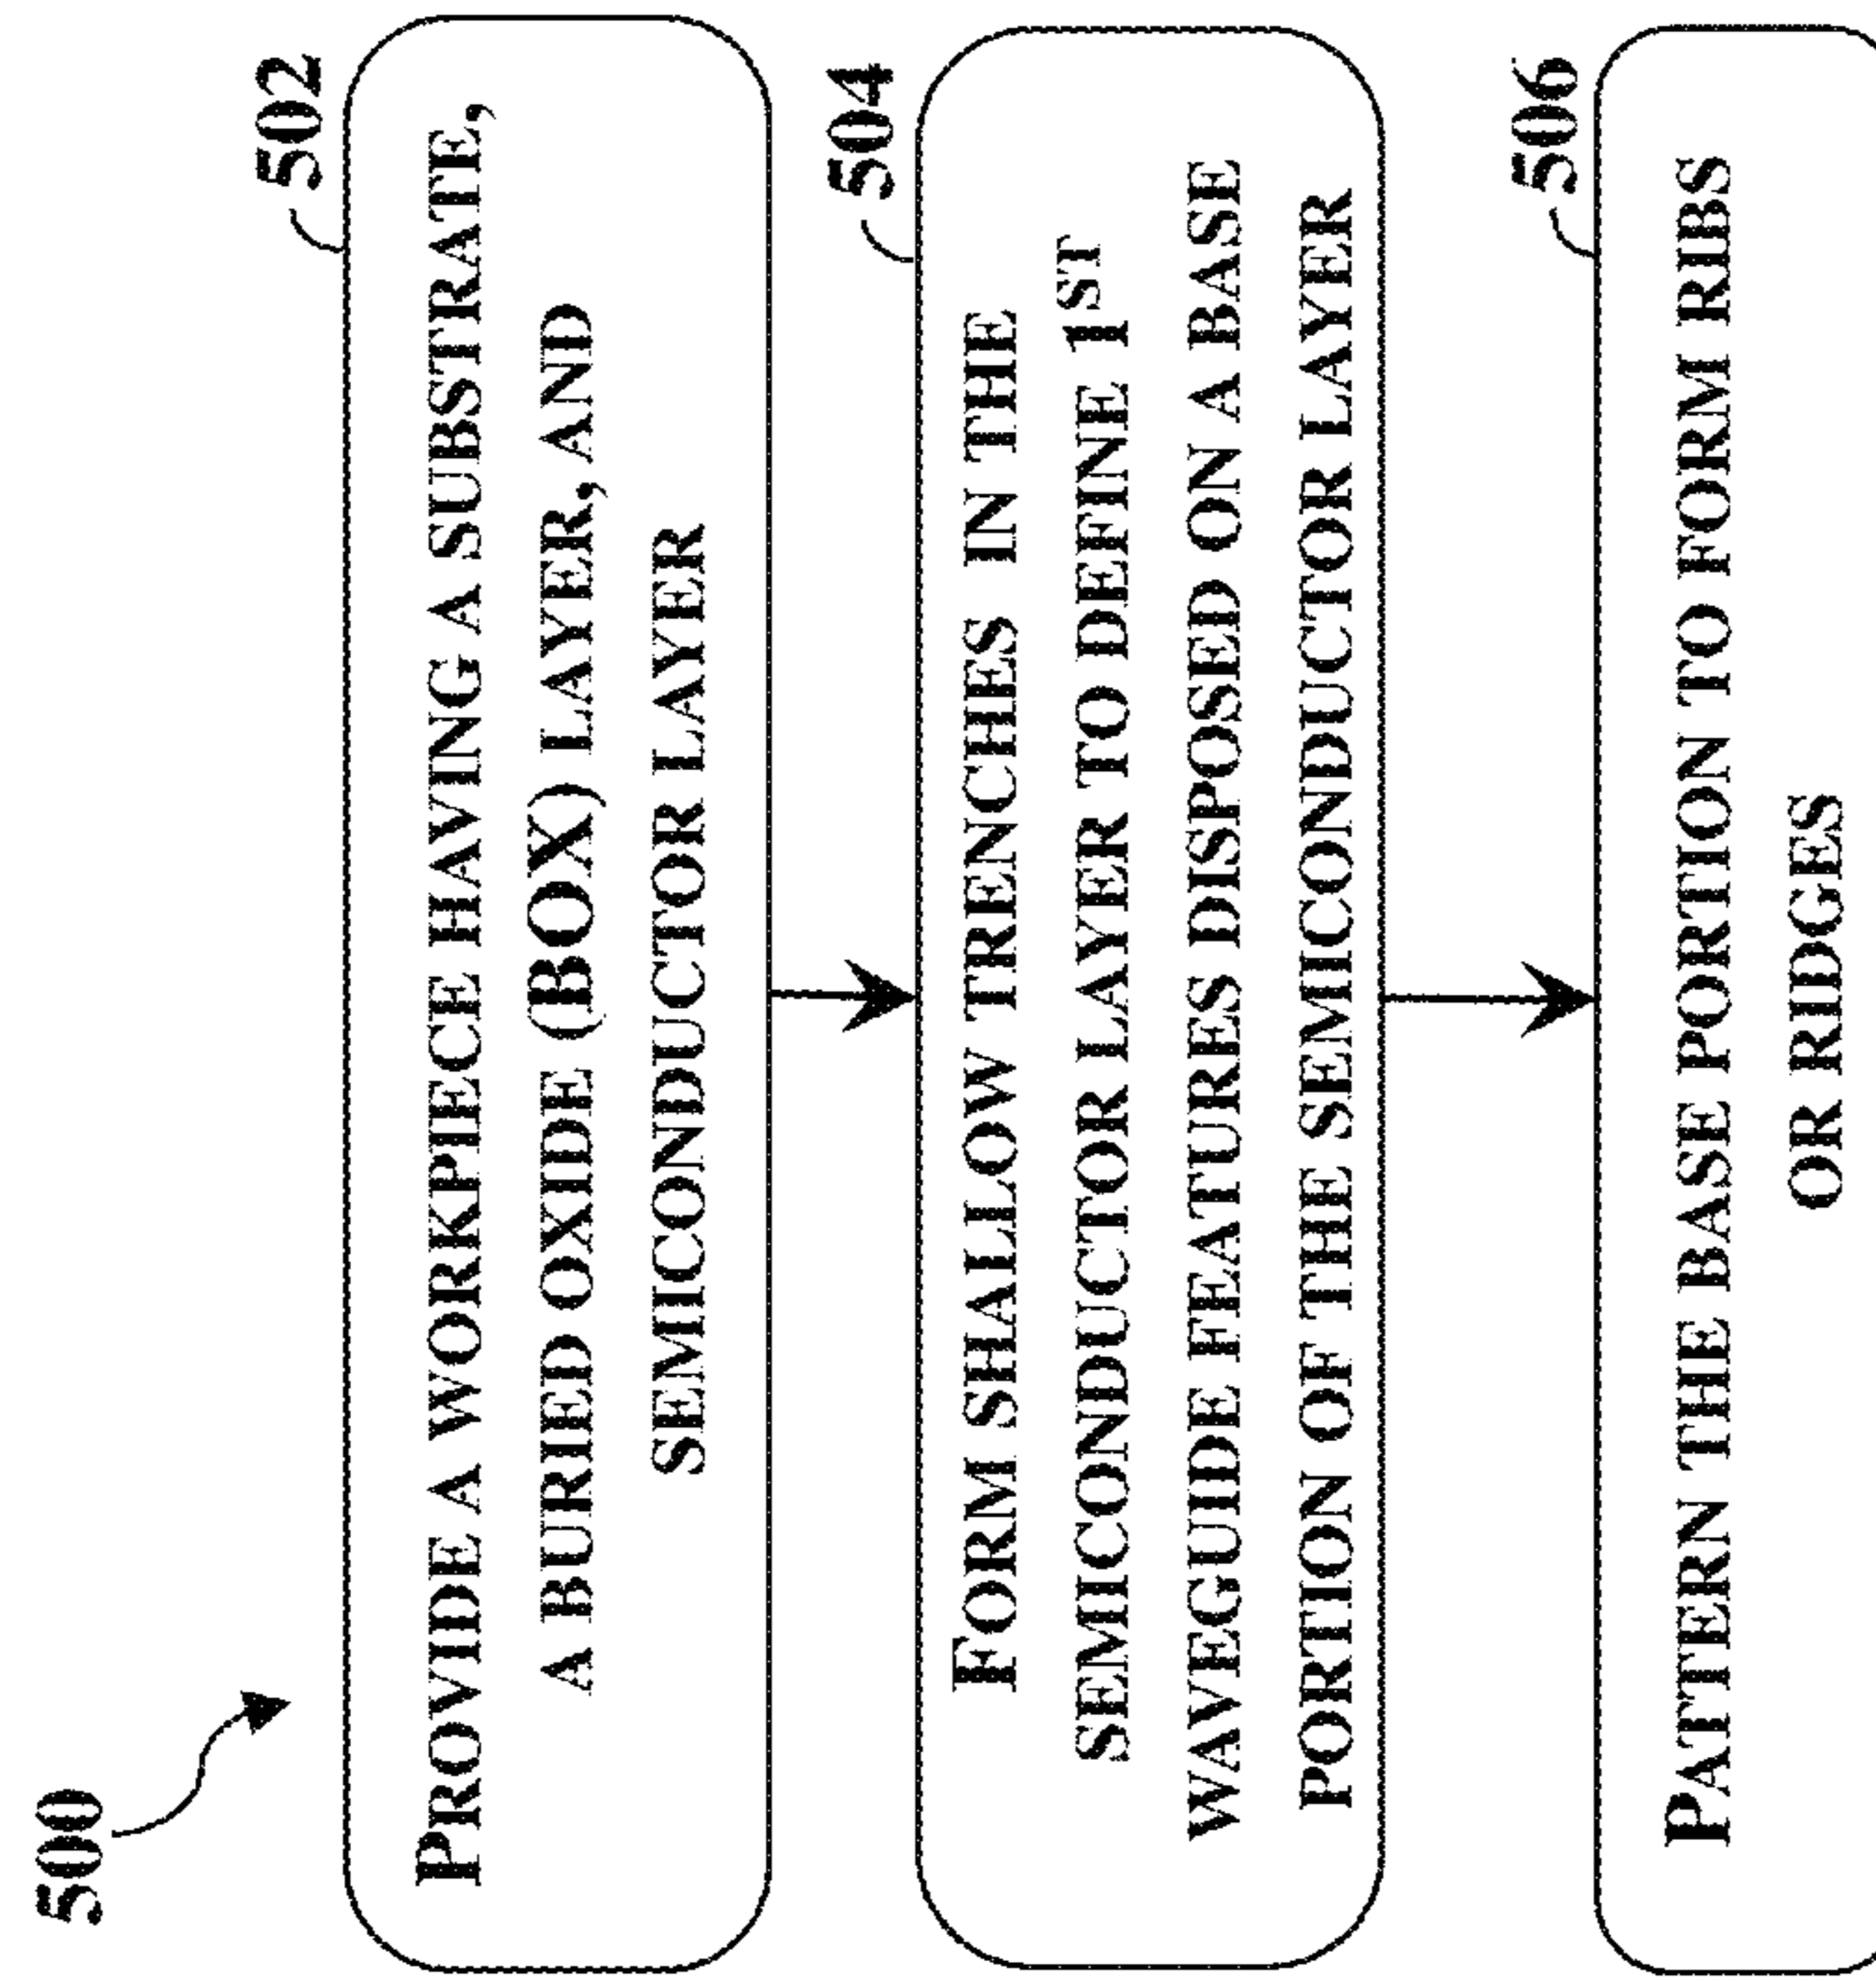 500
502
PROVIDE A WORKPIECE HAVING A SUBSTRATE,
A BURIED OXIDE (BOX) LAYER, AND
SEMICONDUCTOR LAYER
504
FORM SHALLOW TRENCHES IN THE
SEMICONDUCTOR LAYER TO DEFINE 1ST
WAVEGUIDE FEATURES DISPOSED ON A BASE
PORTION OF THE SEMICONDUCTOR LAYER
506
PATTERN THE BASE PORTION TO FORM RIBS
OR RIDGES